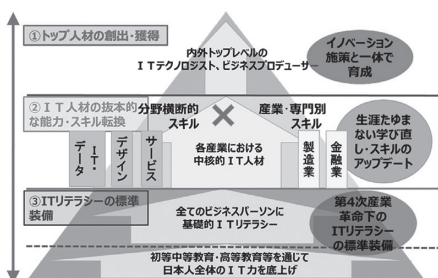 ①トップ人材の創出・獲得
内外トップレベルの
ITテクノロジスト、ビジネスプロデューサー
イノベーション
施策と一体で
育成
②IT人材の抜本的
な能力・スキル転換
分野横断的
スキル
×
産業・専門別
スキル
IT・
データ
デザイン
サービス
各産業における
中核的IT人材
製造業
金融業
生涯たゆま
ない学び直
し・スキルの
アップデート
③ITリテラシーの標準
装備
全てのビジネスパーソンに
基礎的ITリテラシー
第4次産業
革命下の
ITリテラシー
の標準装備
初等中等教育・高等教育等を通じて
日本人全体のIT力を底上げ